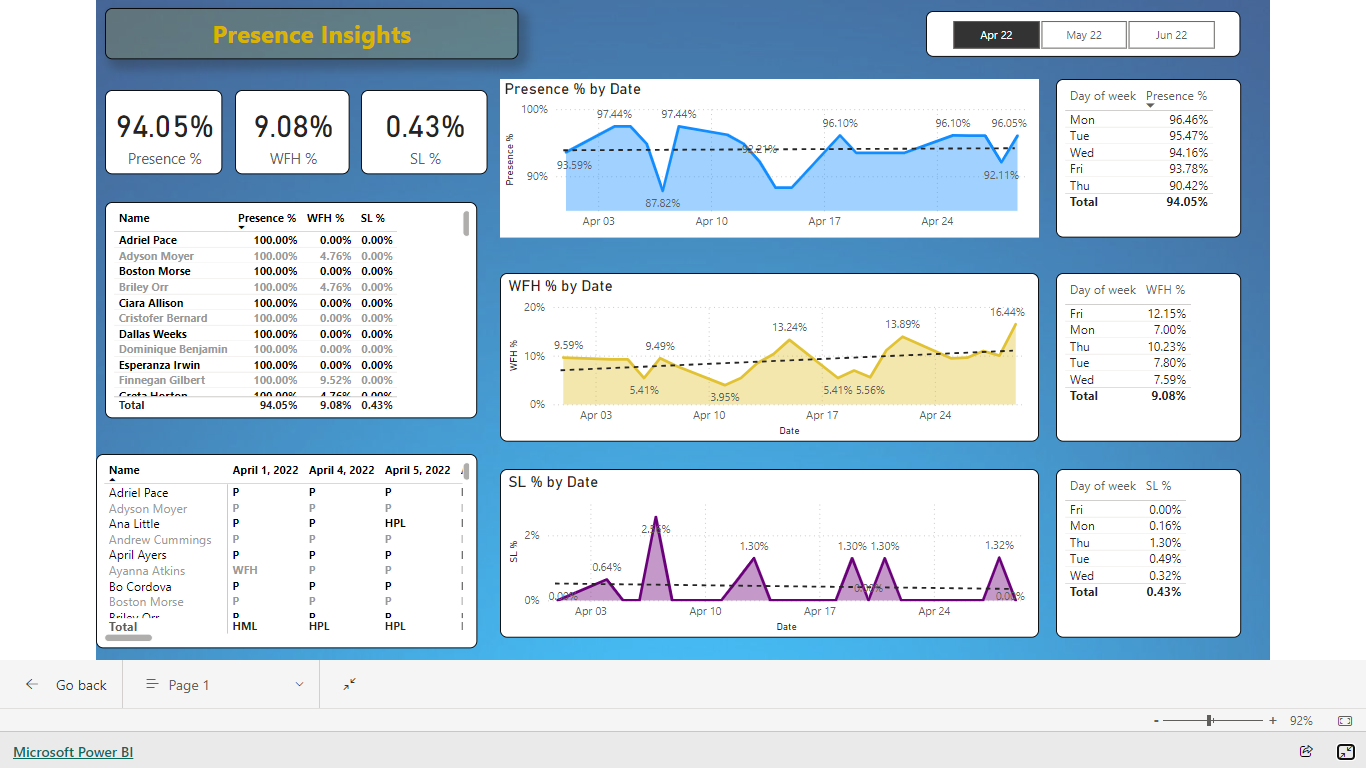 Presence Insights
Apr 22 May 22 Jun 22
94.05%
Presence %
9.08%
WFH %
0.43%
SL %
Name Presence % WFH % SL %
Adriel Pace 100.00% 0.00% 0.00%
Adyson Moyer 100.00% 4.76% 0.00%
Boston Morse 100.00% 0.00% 0.00%
Briley Orr 100.00% 4.76% 0.00%
Ciara Allison 100.00% 0.00% 0.00%
Cristofer Bernard 100.00% 0.00% 0.00%
Dallas Weeks 100.00% 0.00% 0.00%
Dominique Benjamin 100.00% 0.00% 0.00%
Esperanza Irwin 100.00% 0.00% 0.00%
Finnegan Gilbert 100.00% 9.52% 0.00%
Greta Horton 100.00% 4.76% 0.00%
Total 94.05% 9.08% 0.43%
Name April 1, 2022 April 4, 2022 April 5, 2022
Adriel Pace P P P
Adyson Moyer P P P
Ana Little P P HPL
Andrew Cummings P P P
April Ayers P P P
Ayanna Atkins WFH P P
Bo Cordova P P P
Boston Morse P P P
Briley Orr
Total HML HPL HPL
Presence % by Date
Presence %
100%
90%
97.44% 97.44% 96.10% 96.10% 96.05%
93.59% 87.82% 92.21% 92.11%
Apr 03 Apr 10 Apr 17 Apr 24
WFH % by Date
WFH %
20%
10%
0%
9.59% 5.41% 9.49% 3.95% 13.24% 5.41% 5.56% 13.89% 16.44%
Apr 03 Apr 10 Apr 17 Apr 24
Date
SL % by Date
SL %
2%
0%
0.00% 0.64% 1.30% 1.30% 1.30% 1.32% 0.00%
Apr 03 Apr 10 Apr 17 Apr 24
Date
Day of week Presence %
Mon 96.46%
Tue 95.47%
Wed 94.16%
Fri 93.78%
Thu 90.42%
Total 94.05%
Day of week WFH %
Fri 12.15%
Mon 7.00%
Thu 10.23%
Tue 7.80%
Wed 7.59%
Total 9.08%
Day of week SL %
Fri 0.00%
Mon 0.16%
Thu 1.30%
Tue 0.49%
Wed 0.32%
Total 0.43%
Go back
Page 1
- + 92%
Microsoft Power BI